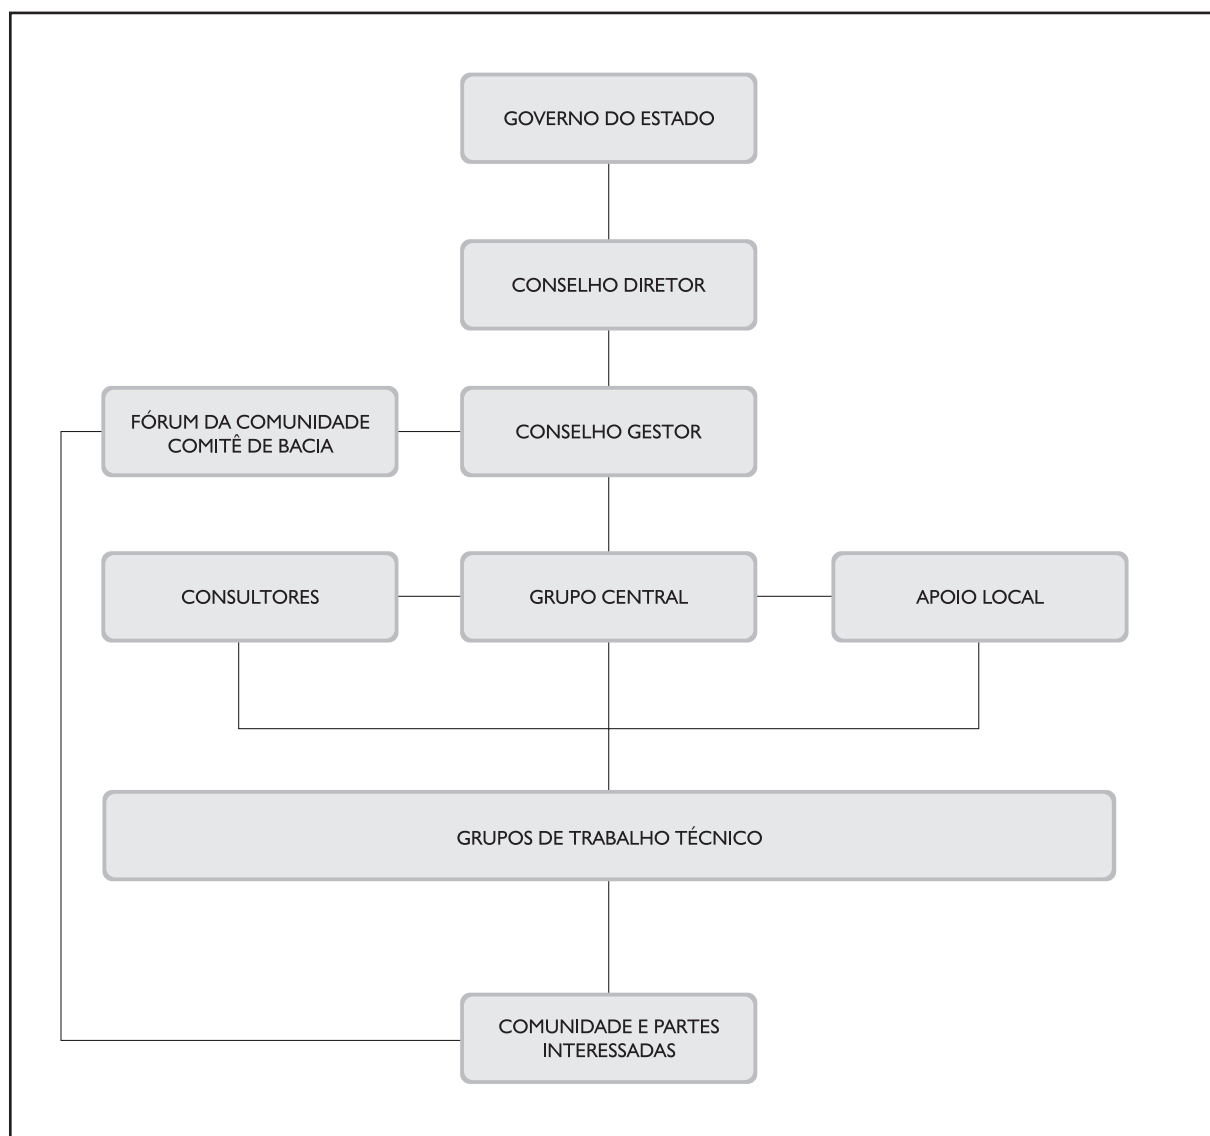 GOVERNO DO ESTADO
CONSELHO DIRETOR
FÓRUM DA COMUNIDADE
COMITÊ DE BACIA
CONSELHO GESTOR
CONSULTORES
GRUPO CENTRAL
APOIO LOCAL
GRUPOS DE TRABALHO TÉCNICO
COMUNIDADE E PARTES
INTERESSADAS